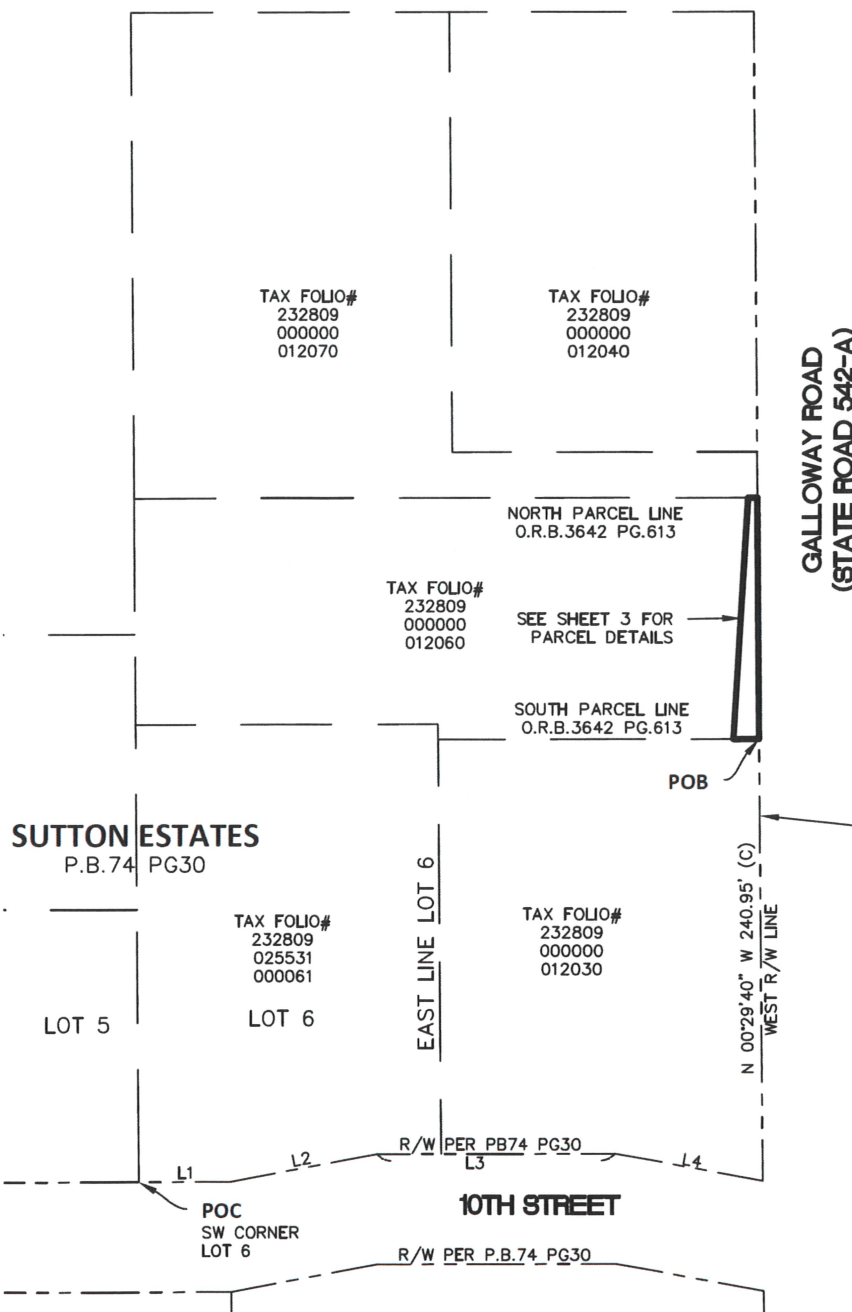 TAX FOLIO#
232809
000000
012070
TAX FOLIO#
232809
000000
012040
GALLOWAY ROAD
(STATE ROAD 542-A)
NORTH PARCEL LINE
O.R.B.3642 PG.613
TAX FOLIO#
232809
000000
012060
SEE SHEET 3 FOR
PARCEL DETAILS
SOUTH PARCEL LINE
O.R.B.3642 PG.613
POB
SUTTON ESTATES
P.B.74 PG30
TAX FOLIO#
232809
025531
000061
LOT 5
LOT 6
EAST LINE LOT 6
TAX FOLIO#
232809
000000
012030
N 00°29'40" W 240.95' (C)
WEST R/W LINE
R/W PER PB74 PG30
L1
L2
L3
L4
POC
SW CORNER
LOT 6
10TH STREET
R/W PER P.B.74 PG30